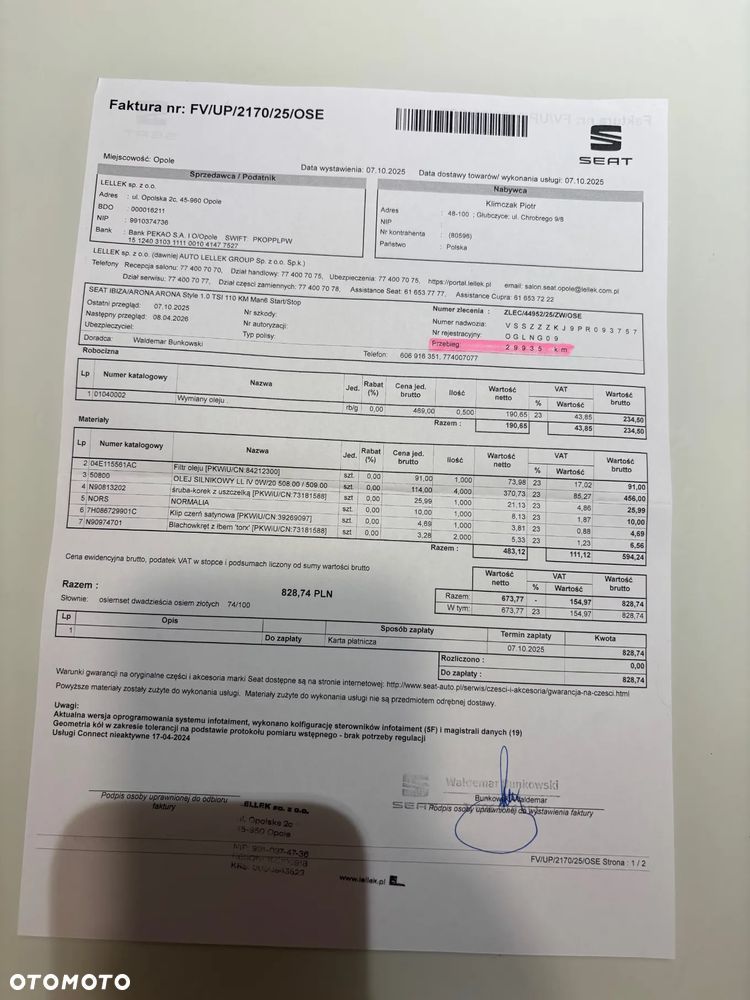 Faktura nr: FV/UP/2170/25/OSE
SEAT
Miejscowość: Opole
Data wystawienia: 07.10.2025 Data dostawy towarów/ wykonania usługi: 07.10.2025
Sprzedawca / Podatnik
LELLEK sp. z o.o.
Adres : ul. Opolska 2c, 45-960 Opole
BDO : 000016211
NIP : 9910374736
Bank : Bank PEKAO S.A. I O/Opole SWIFT: PKOPPLPW
15 1240 3103 1111 0010 4147 7527
Nabywca
Klimczak Piotr
Adres : 48-100 ; Głubczyce; ul. Chrobrego 9/8
NIP :
Nr kontrahenta : (80596)
Państwo : Polska
LELLEK sp. z o.o. (dawniej AUTO LELLEK GROUP Sp. z o.o. Sp.k.)
Telefony Recepcja salonu: 77 400 70 70, Dział handlowy: 77 400 70 75, Ubezpieczenia: 77 400 70 75, https://portal.lellek.pl email: salon.seat.opole@lellek.com.pl
Dział serwisu: 77 400 70 77, Dział części zamiennych: 77 400 70 78, Assistance Seat: 61 653 77 77, Assistance Cupra: 61 653 72 22
SEAT IBIZA/ARONA ARONA Style 1.0 TSI 110 KM Man6 Start/Stop
Ostatni przegląd: 07.10.2025 Nr szkody:
Następny przegląd: 08.04.2026 Nr autoryzacji:
Ubezpieczyciel: Typ polisy:
Doradca: Waldemar Bunkowski Telefon: 606 916 351, 774007077
Numer zlecenia : ZLEC/44952/25/ZW/OSE
Numer nadwozia: VSSZZZKJ9PR093757
Nr rejestracyjny: OGLNG09
Przebieg: 29935 km
Robocizna
Lp Numer katalogowy Nazwa Jed. Rabat (%) Cena jed. brutto Ilość Wartość netto VAT % Wartość Wartość brutto
1 01040002 Wymiany oleju . rb/g 0,00 469,00 0,500 190,65 23 43,85 234,50
Razem : 190,65 43,85 234,50
Materiały
Lp Numer katalogowy Nazwa Jed. Rabat (%) Cena jed. brutto Ilość Wartość netto VAT % Wartość Wartość brutto
2 04E115561AC Filtr oleju [PKWiU/CN:84212300] szt. 0,00 91,00 1,000 73,98 23 17,02 91,00
3 50800 OLEJ SILNIKOWY LL IV 0W/20 508 00 / 509.00 szt. 0,00 114,00 4,000 370,73 23 85,27 456,00
4 N90813202 śruba-korek z uszczelką [PKWiU/CN:73181588] szt 0,00 25,99 1,000 21,13 23 4,86 25,99
5 NORS NORMALIA szt. 0,00 10,00 1,000 8,13 23 1,87 10,00
6 7H086729901C Klip czerń satynowa [PKWiU/CN:39269097] szt. 0,00 4,69 1,000 3,81 23 0,88 4,69
7 N90974701 Blachowkręt z łbem 'torx' [PKWiU/CN:73181588] szt. 0,00 3,28 2,000 5,33 23 1,23 6,56
Razem : 483,12 111,12 594,24
Cena ewidencyjna brutto, podatek VAT w stopce i podsumach liczony od sumy wartości brutto
Wartość netto VAT % Wartość Wartość brutto
Razem : 828,74 PLN
Razem: 673,77 - 154,97 828,74
W tym: 673,77 23 154,97 828,74
Słownie: osiemset dwadzieścia osiem złotych 74/100
Lp Opis Sposób zapłaty Termin zapłaty Kwota
1 Do zapłaty Karta płatnicza 07.10.2025 828,74
Rozliczono : 0,00
Do zapłaty : 828,74
Warunki gwarancji na oryginalne części i akcesoria marki Seat dostępne są na stronie internetowej: http://www.seat-auto.pl/serwis/czesci-i-akcesoria/gwarancja-na-czesci.html
Powyższe materiały zostały zużyte do wykonania usługi. Materiały zużyte do wykonania usługi nie są przedmiotem odrębnej dostawy.
Uwagi:
Aktualna wersja oprogramowania systemu infotaiment, wykonano kolfigurację sterowników infotaiment (5F) i magistrali danych (19)
Geometria kół w zakresie tolerancji na podstawie protokołu pomiaru wstępnego - brak potrzeby regulacji
Usługi Connect nieaktywne 17-04-2024
Podpis osoby uprawnionej do odbioru
faktury
LELLEK sp. z o.o.
ul. Opolska 2c
45-960 Opole
NIP: 991-037-47-36
Waldemar Bunkowski
SEAT
Bunkowski Waldemar
Podpis osoby uprawnionej do wystawienia faktury
www.lellek.pl
FV/UP/2170/25/OSE Strona : 1 / 2
OTOMOTO